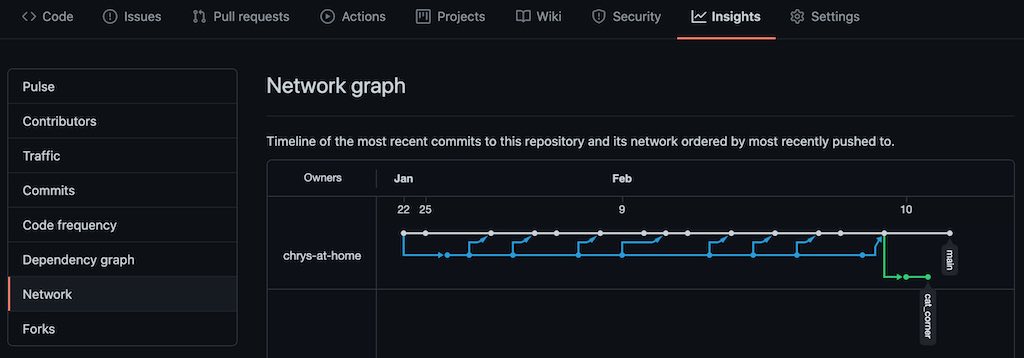 Code Issues Pull requests Actions Projects Wiki Security Insights Settings
Pulse
Contributors
Traffic
Commits
Code frequency
Dependency graph
Network
Forks
Network graph
Timeline of the most recent commits to this repository and its network ordered by most recently pushed to.
Owners Jan Feb
22 25 9 10
chrys-at-home
main
cat_corner